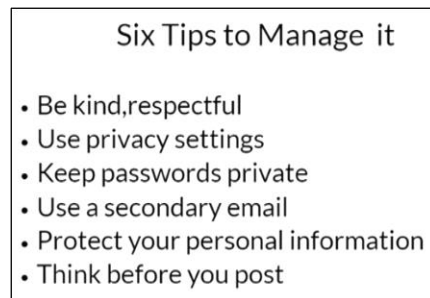 Six Tips to Manage it
• Be kind,respectful
• Use privacy settings
• Keep passwords private
• Use a secondary email
• Protect your personal information
• Think before you post